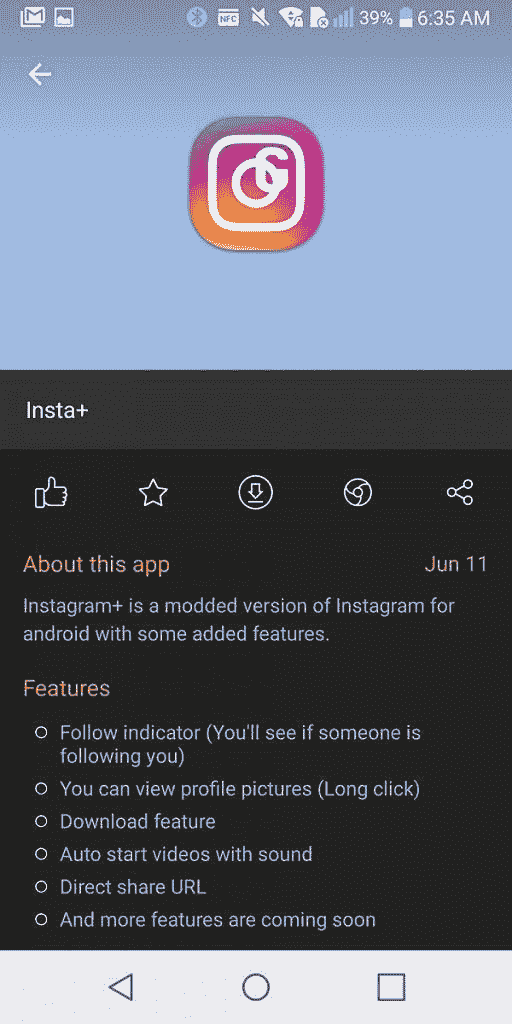 NFC 39% 6:35 AM
Insta+
About this app Jun 11
Instagram+ is a modded version of Instagram for
android with some added features.
Features
Follow indicator (You'll see if someone is
following you)
You can view profile pictures (Long click)
Download feature
Auto start videos with sound
Direct share URL
And more features are coming soon